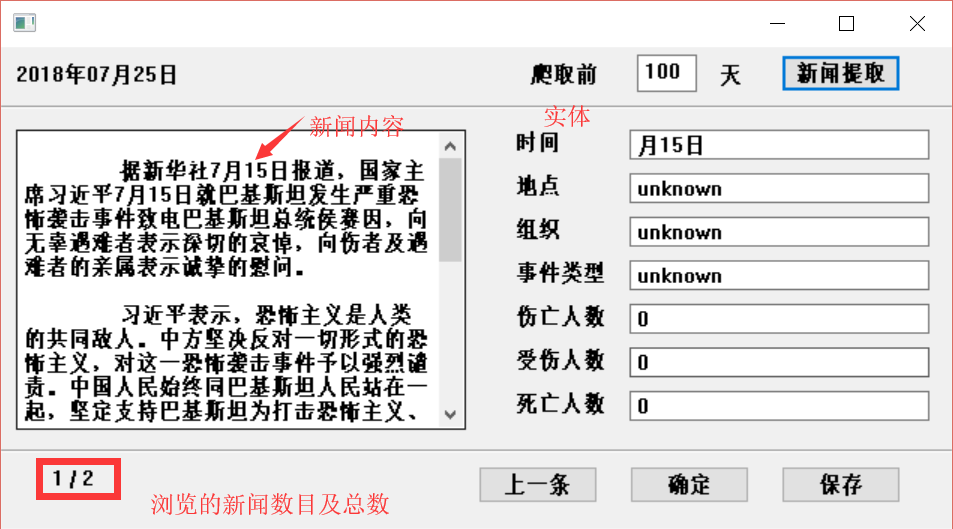 2018年07月25日
爬取前 100 天
新闻提取
新闻内容
实体
据新华社7月15日报道，国家主
席习近平7月15日就巴基斯坦发生严重恐
怖袭击事件致电巴基斯坦总统侯赛因，向
无辜遇难者表示深切的哀悼，向伤者及遇
难者的亲属表示诚挚的慰问。
习近平表示，恐怖主义是人类
的共同敌人。中方坚决反对一切形式的恐
怖主义，对这一恐怖袭击事件予以强烈谴
责。中国人民始终同巴基斯坦人民站在一
起，坚定支持巴基斯坦为打击恐怖主义、
时间 月15日
地点 unknown
组织 unknown
事件类型 unknown
伤亡人数 0
受伤人数 0
死亡人数 0
1/2
浏览的新闻数目及总数
上一条
确定
保存